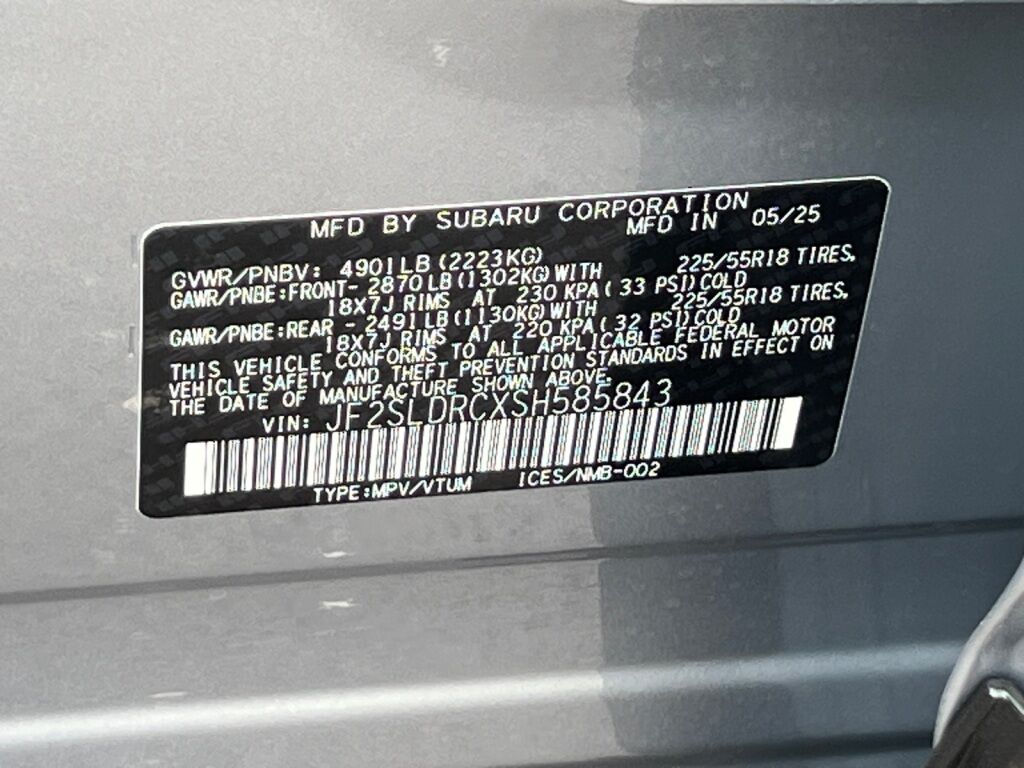 MFD BY SUBARU CORPORATION
MFD IN 05/25
GVWR/PNBV: 4901LB(2223KG)
GAWR/PNBE:FRONT- 2870LB(1302KG)WITH 225/55R18 TIRES,
18X7J RIMS AT 230 KPA( 33 PSI)COLD
GAWR/PNBE:REAR - 2491LB(1130KG)WITH 225/55R18 TIRES,
18X7J RIMS AT 220 KPA( 32 PSI)COLD
THIS VEHICLE CONFORMS TO ALL APPLICABLE FEDERAL MOTOR
VEHICLE SAFETY AND THEFT PREVENTION STANDARDS IN EFFECT ON
THE DATE OF MANUFACTURE SHOWN ABOVE.
VIN: JF2SLDRCXSH585843
TYPE:MPV/VTUM ICES/NMB-002